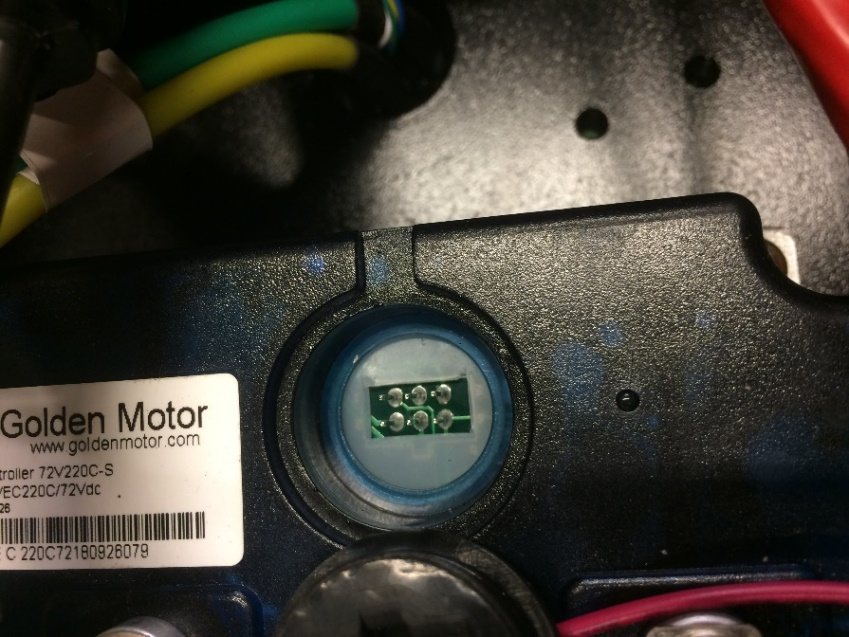 Golden Motor
www.goldenmotor.com
troller 72V220C-S
VEC220C/72Vdc
26
C 220C72180926079